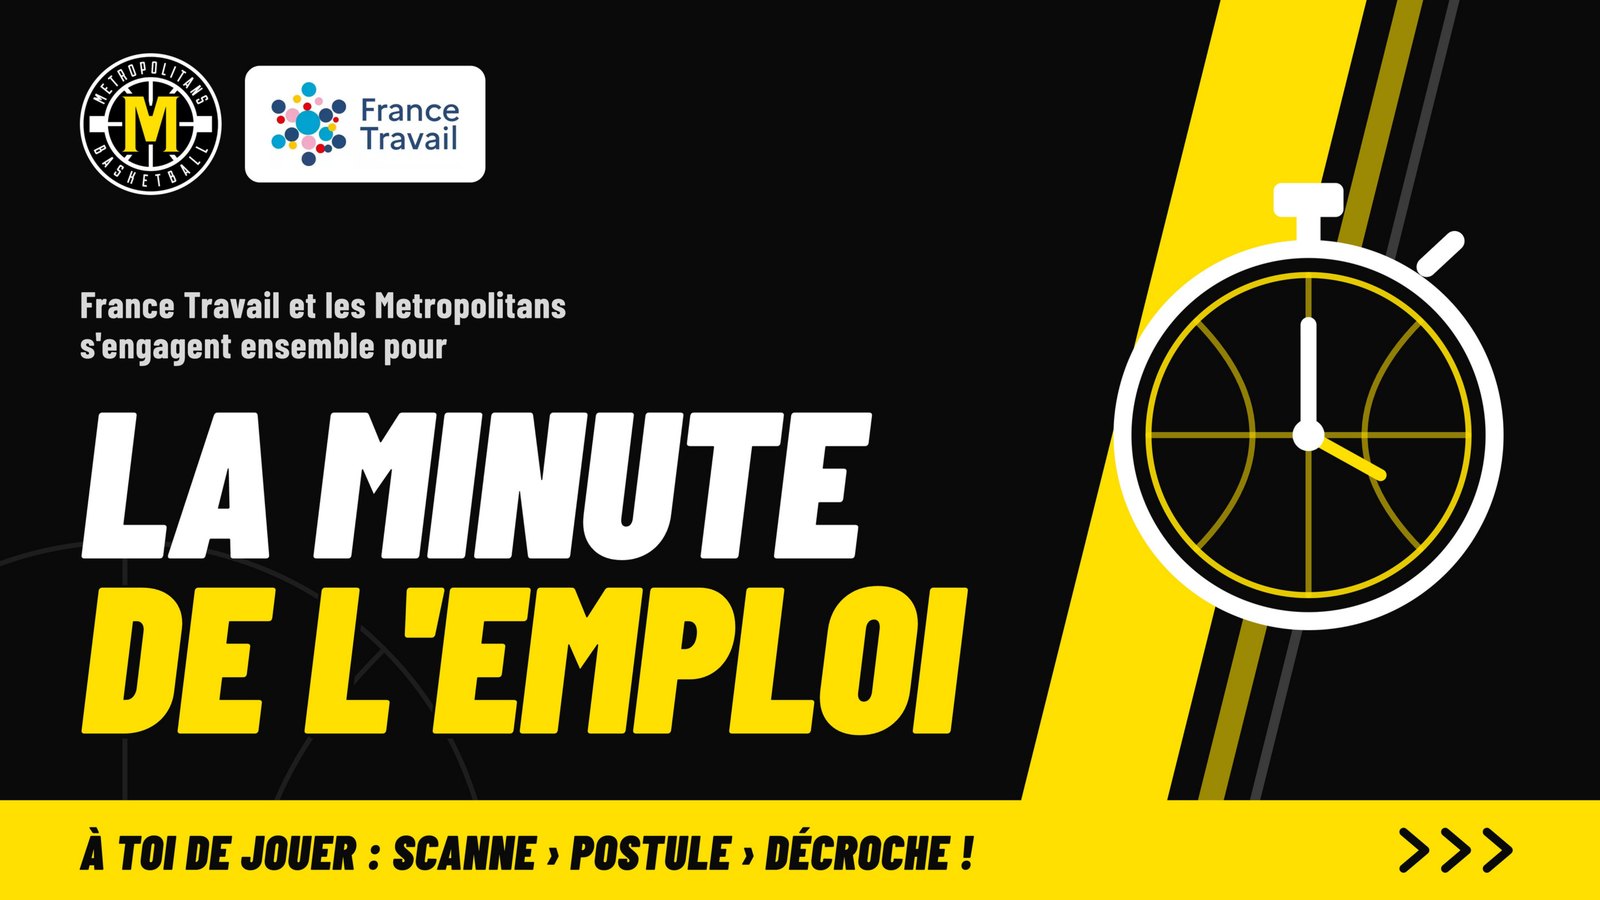 METROPOLITANS
M
BASKETBALL
France
Travail
France Travail et les Metropolitans
s'engagent ensemble pour
LA MINUTE
DE L'EMPLOI
À TOI DE JOUER : SCANNE › POSTULE › DÉCROCHE !